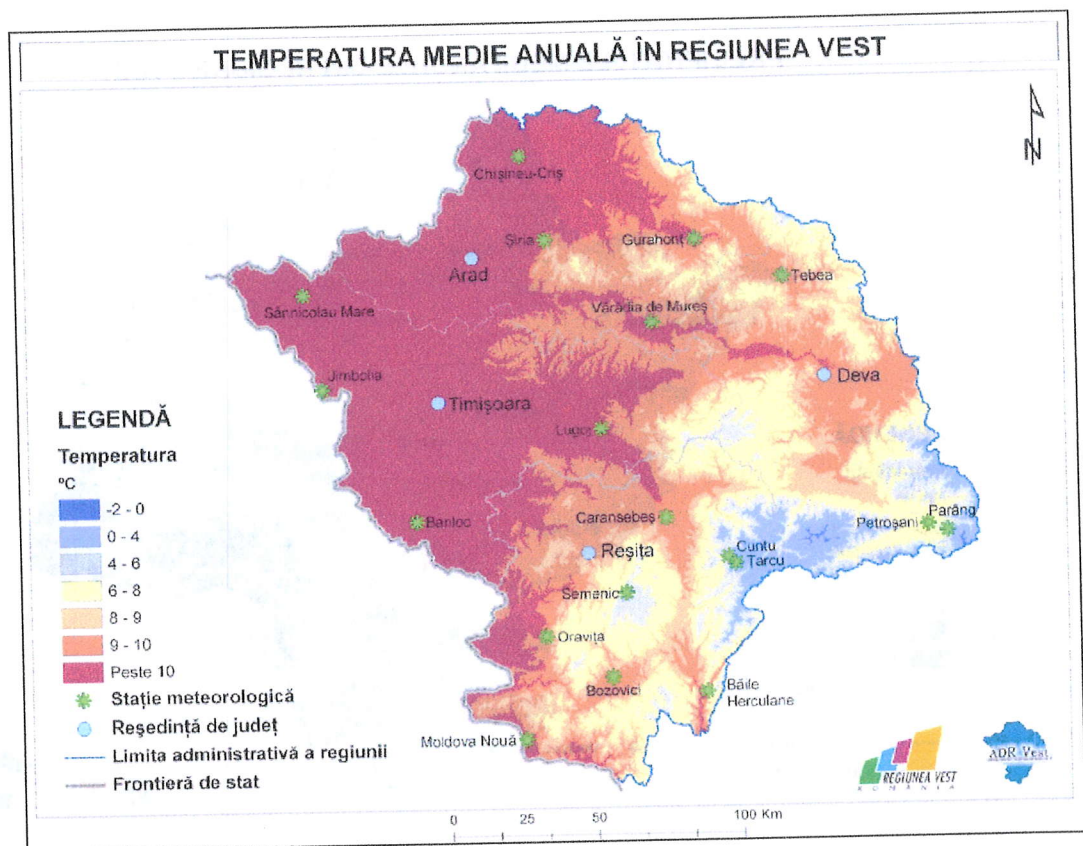 TEMPERATURA MEDIE ANUALĂ ÎN REGIUNEA VEST
N
Chișineu-Criș
Șiria
Gurahonț
Arad
Țebea
Sânnicolau Mare
Vărădia de Mureș
Jimbolia
Deva
Timișoara
Lugoj
Banloc
Caransebeș
Petroșani
Parâng
Reșița
Cuntu
Tarcu
Semenic
Oravița
Bozovici
Băile
Herculane
Moldova Nouă
LEGENDĂ
Temperatura
ºC
-2 - 0
0 - 4
4 - 6
6 - 8
8 - 9
9 - 10
Peste 10
Stație meteorologică
Reşedință de județ
Limita administrativă a regiunii
Frontieră de stat
REGIUNEA VEST
ROMÂNIA
ADR Vest
0 25 50 100 Km